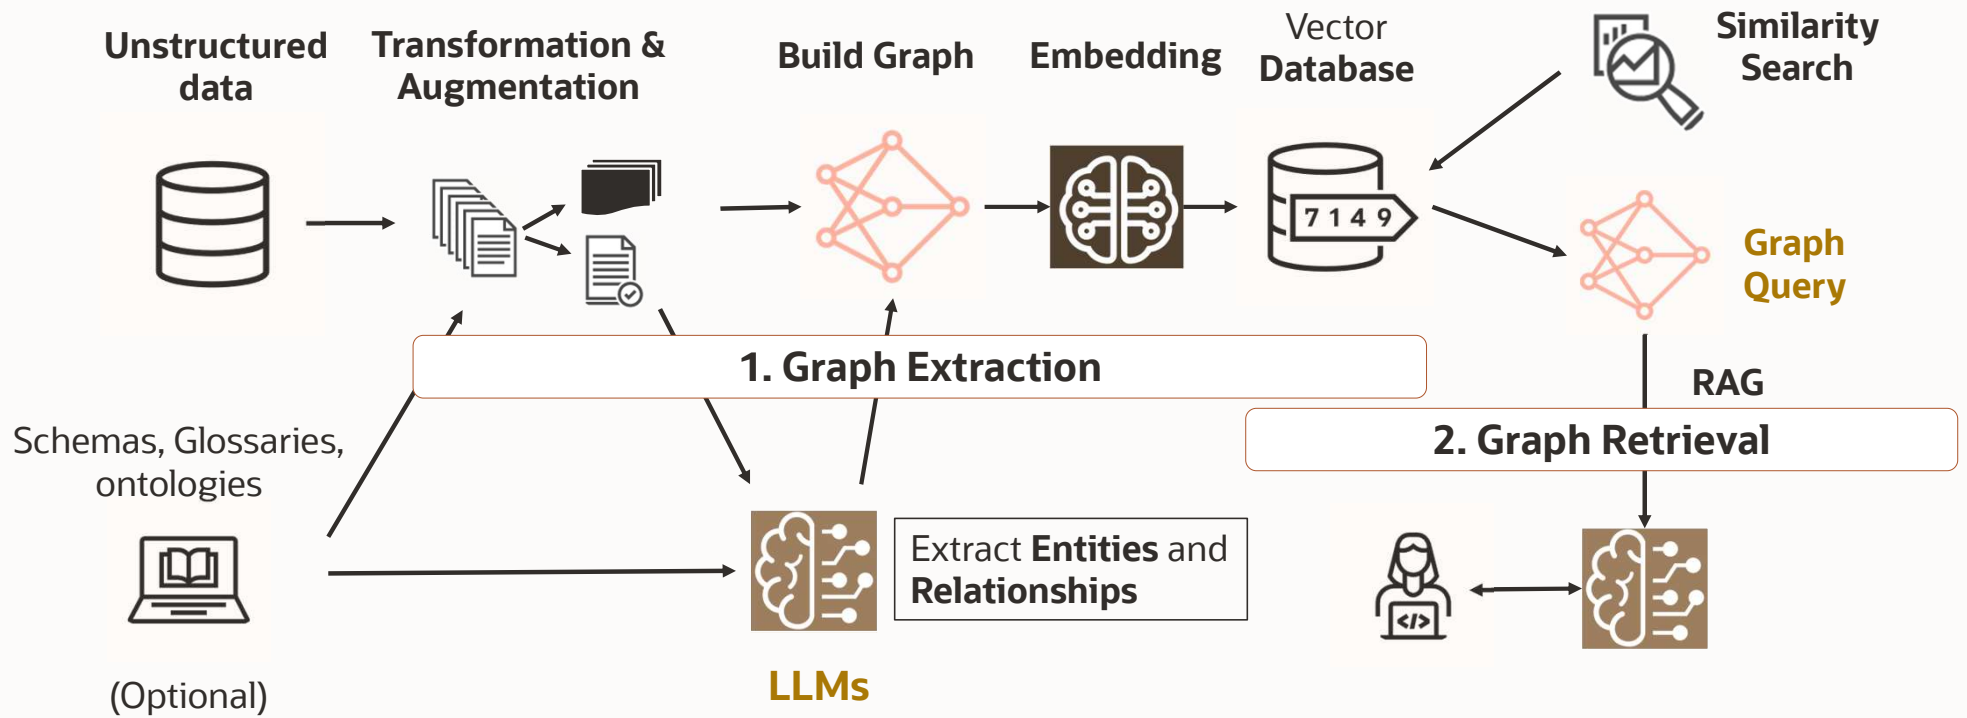 Unstructured
data
Transformation &
Augmentation
Build Graph
Embedding
Vector
Database
Similarity
Search
7 1 4 9
Graph
Query
1. Graph Extraction
RAG
2. Graph Retrieval
Schemas, Glossaries,
ontologies
(Optional)
Extract Entities and
Relationships
LLMs
</>